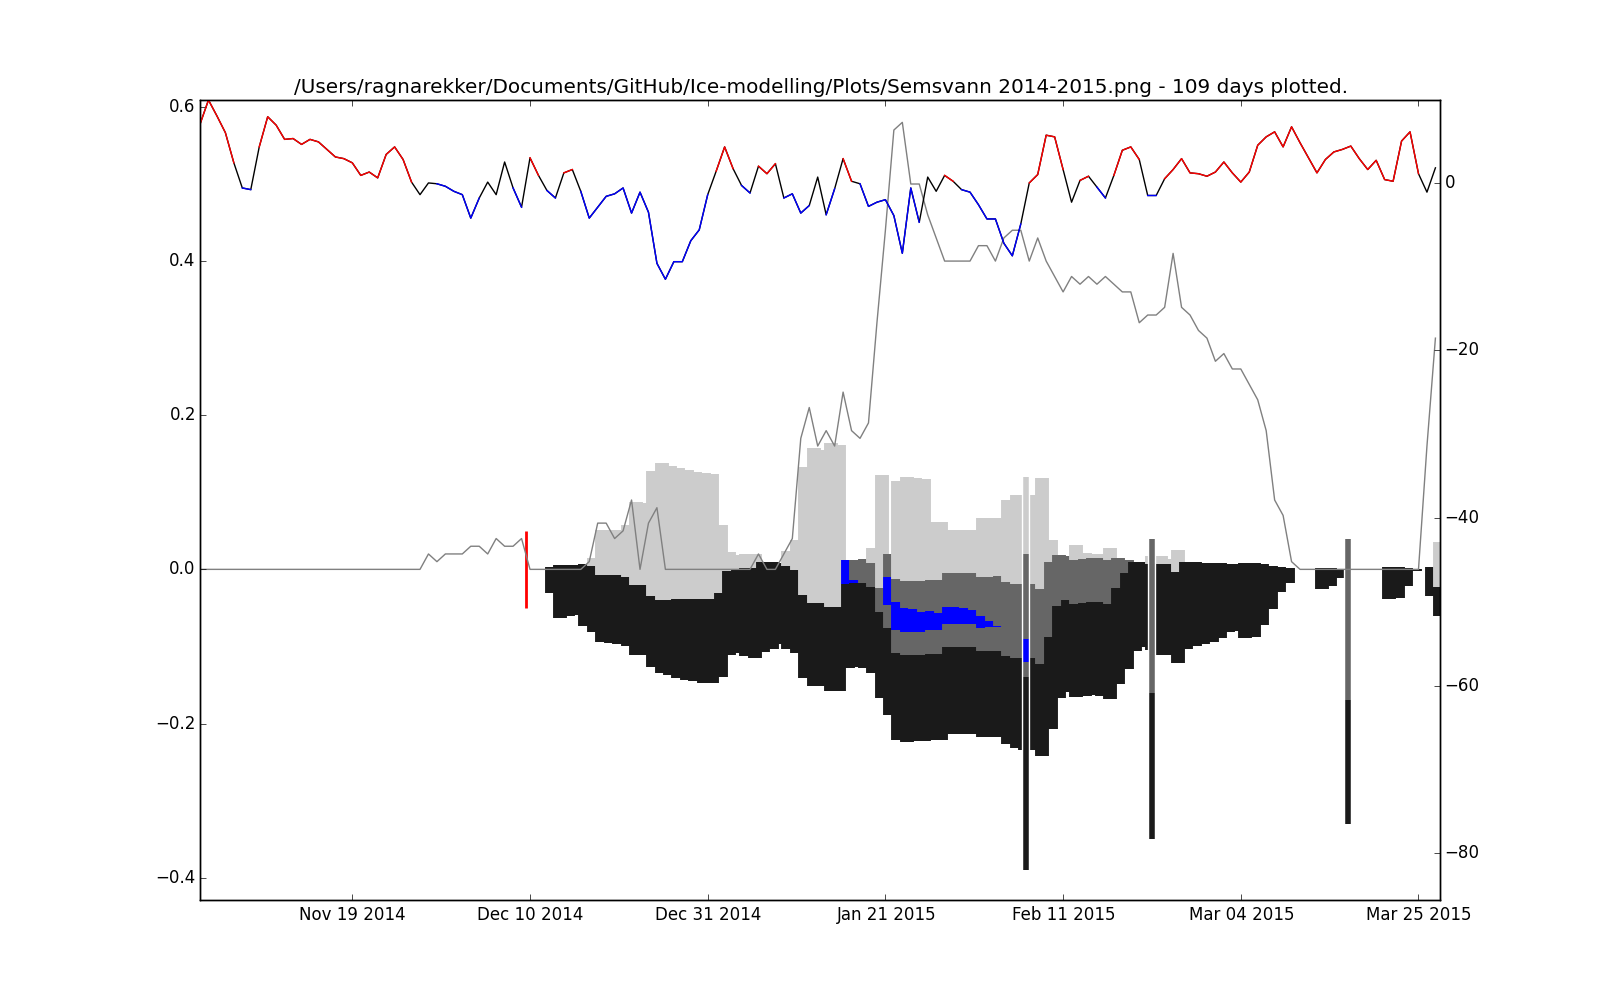 /Users/ragnarekker/Documents/GitHub/Ice-modelling/Plots/Semsvann 2014-2015.png - 109 days plotted.
0.6
0.4
0.2
0.0
−0.2
−0.4
0
−20
−40
−60
−80
Nov 19 2014
Dec 10 2014
Dec 31 2014
Jan 21 2015
Feb 11 2015
Mar 04 2015
Mar 25 2015